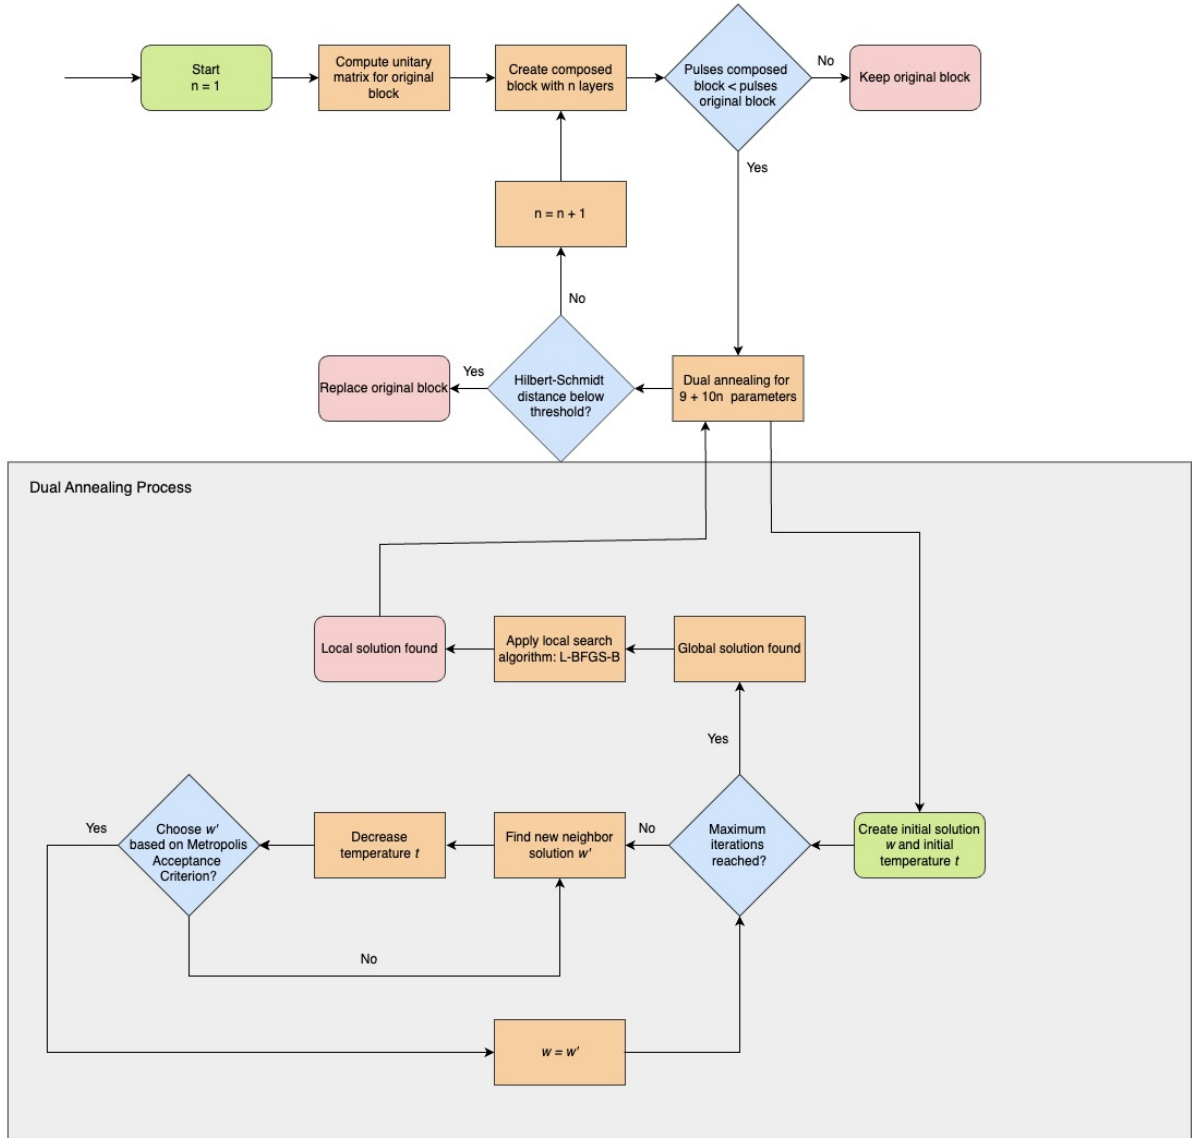 Start
n = 1
Compute unitary
matrix for original
block
Create composed
block with n layers
Pulses composed
block < pulses
original block
No
Keep original block
Yes
n = n + 1
No
Replace original block
Yes
Hilbert-Schmidt
distance below
threshold?
Dual annealing for
9 + 10n parameters
Dual Annealing Process
Local solution found
Apply local search
algorithm: L-BFGS-B
Global solution found
Yes
Yes
Choose w'
based on Metropolis
Acceptance
Criterion?
Decrease
temperature t
Find new neighbor
solution w'
No
Maximum
iterations
reached?
Create initial solution
w and initial
temperature t
No
w = w'